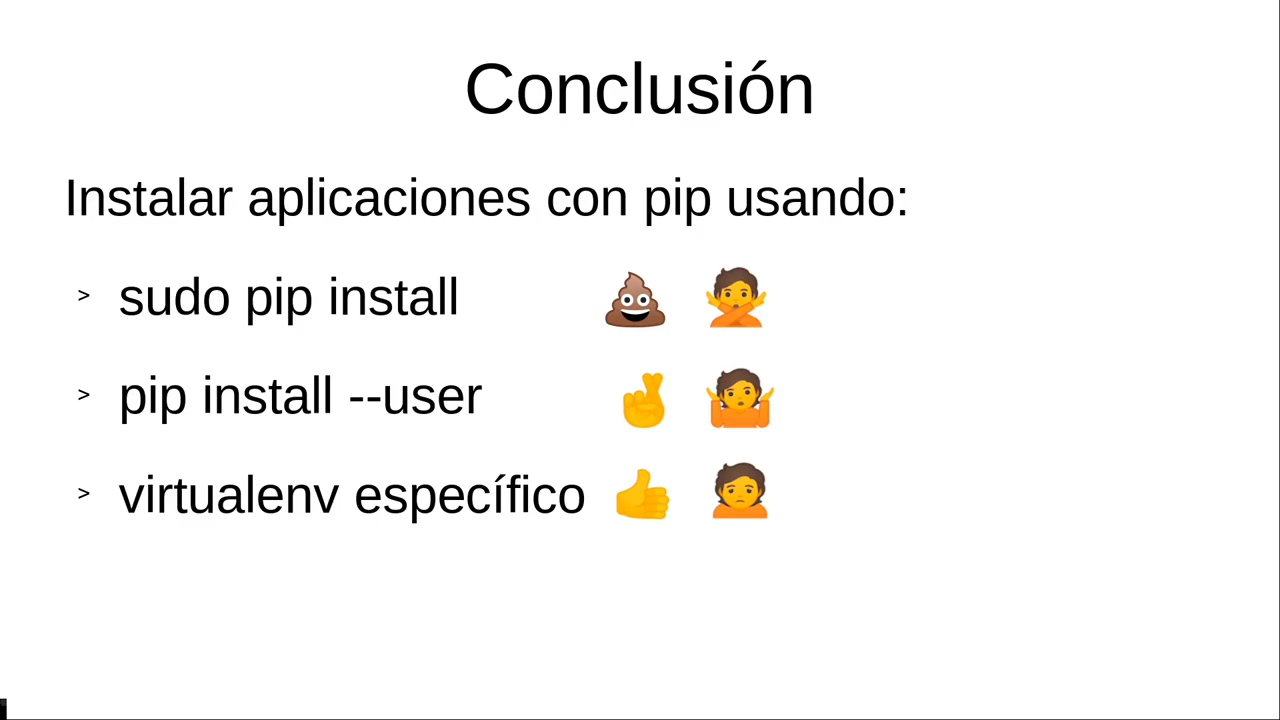 Conclusión
Instalar aplicaciones con pip usando:
> sudo pip install 💩 🙅
> pip install --user 🤞 🤷
> virtualenv específico 👍 🙍